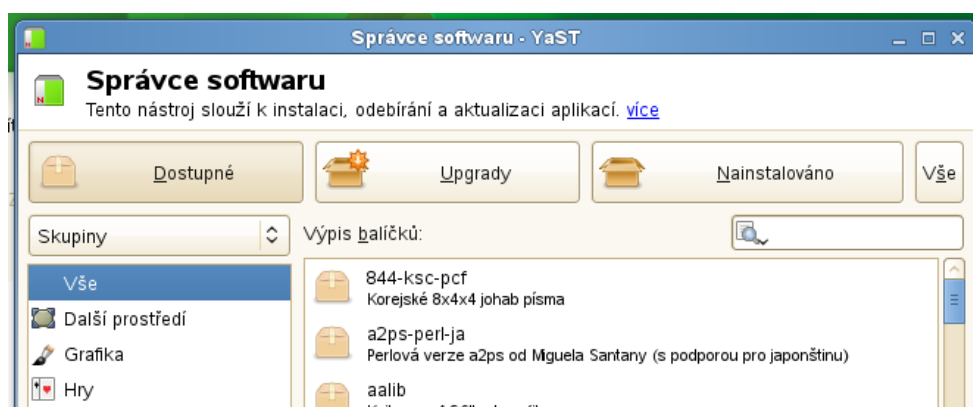 Správce softwaru - YaST
Správce softwaru
Tento nástroj slouží k instalaci, odebírání a aktualizaci aplikací. více
Dostupné
Upgrady
Nainstalováno
Vše
Skupiny
Výpis balíčků:
Vše
Další prostředí
Grafika
Hry
844-ksc-pcf
Korejské 8x4x4 johab písma
a2ps-perl-ja
Perlová verze a2ps od Miguela Santany (s podporou pro japonštinu)
aalib